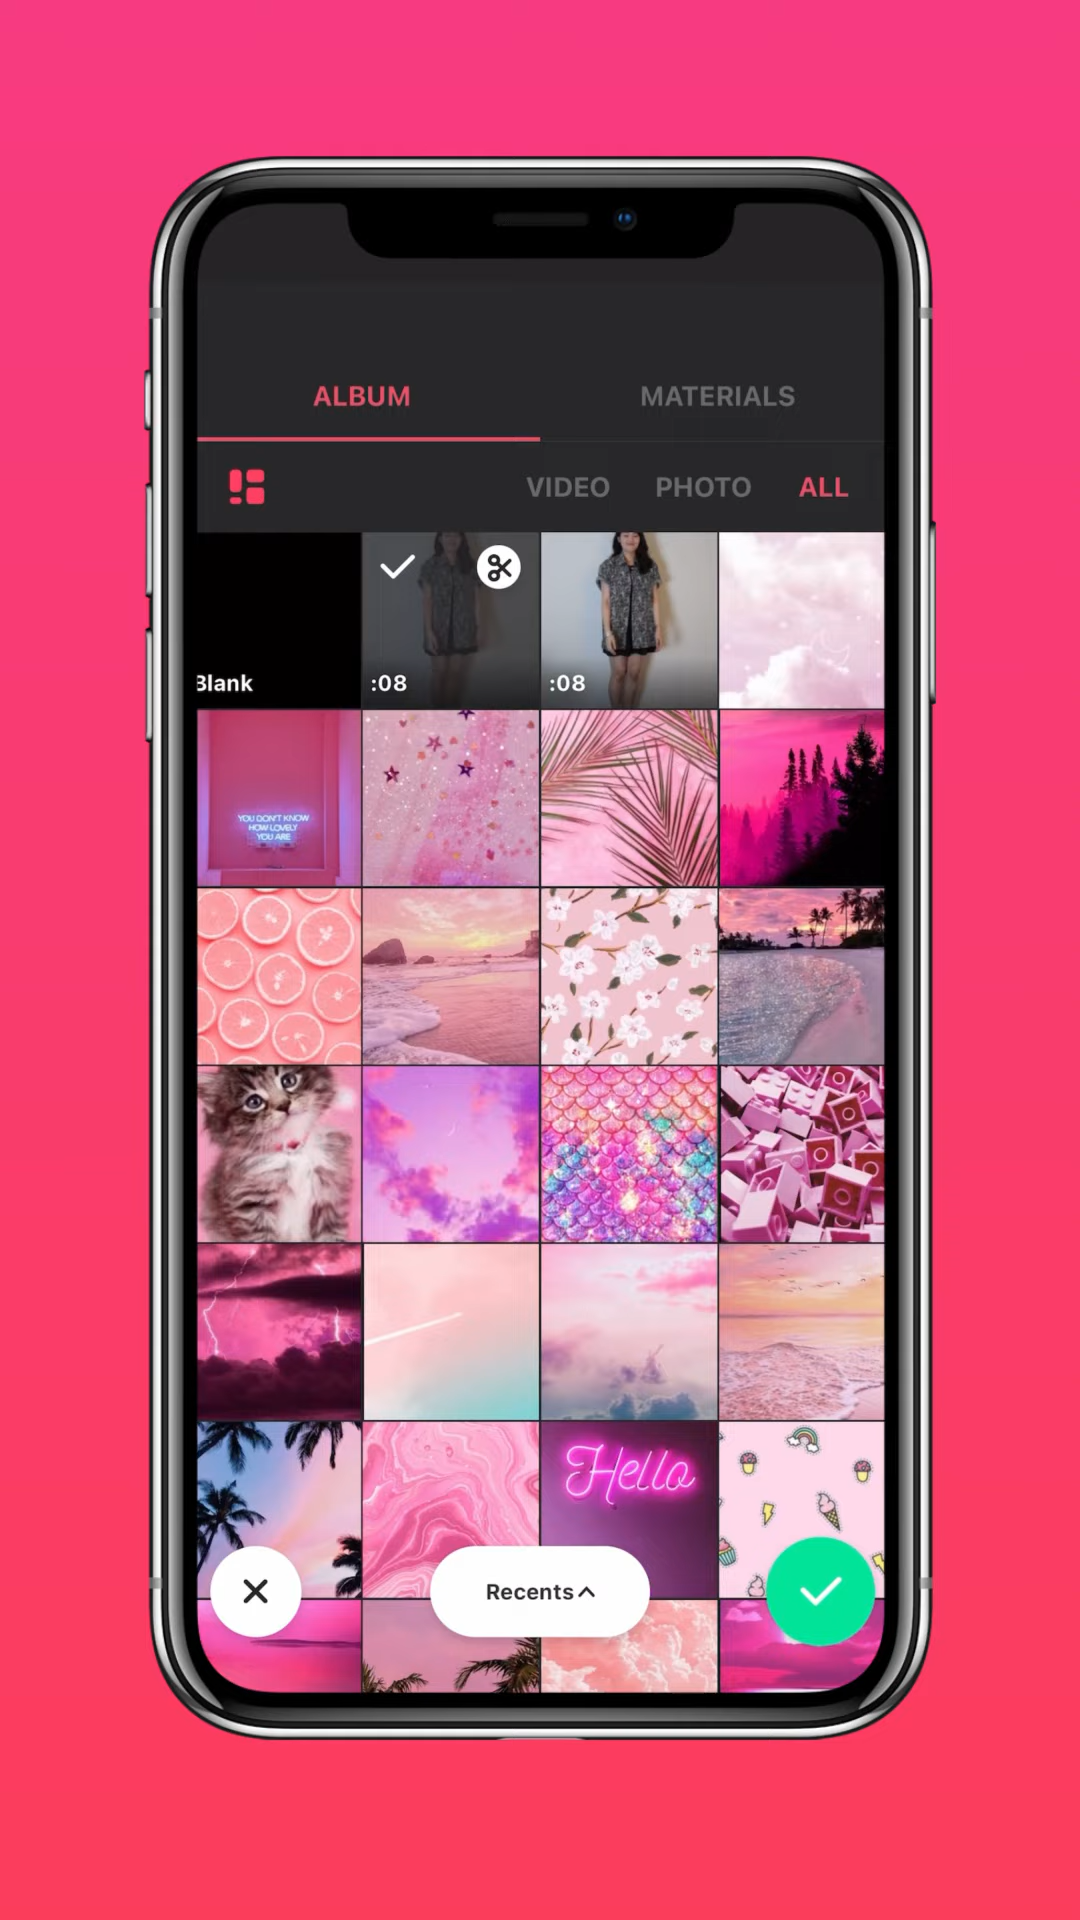 ALBUM MATERIALS
VIDEO PHOTO ALL
Blank :08 :08
YOU DON'T KNOW
HOW LOVELY
YOU ARE
Hello
Recents